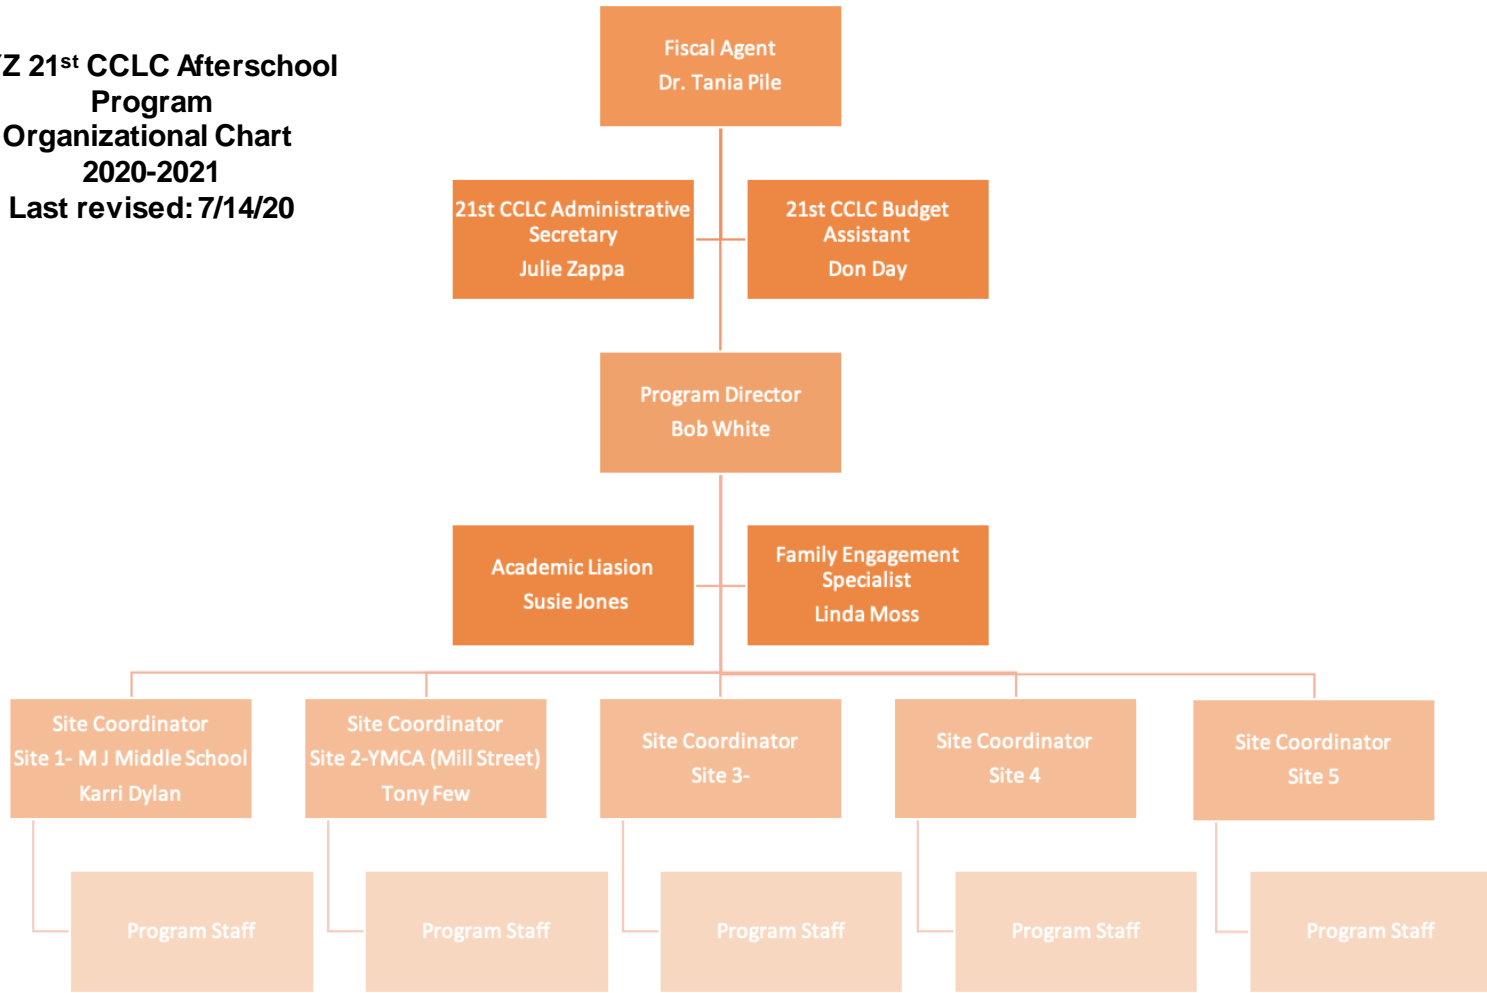 YZ 21st CCLC Afterschool
Program
Organizational Chart
2020-2021
Last revised: 7/14/20
Fiscal Agent
Dr. Tania Pile
21st CCLC Administrative
Secretary
Julie Zappa
21st CCLC Budget
Assistant
Don Day
Program Director
Bob White
Academic Liasion
Susie Jones
Family Engagement
Specialist
Linda Moss
Site Coordinator
Site 1- M J Middle School
Karri Dylan
Site Coordinator
Site 2-YMCA (Mill Street)
Tony Few
Site Coordinator
Site 3-
Site Coordinator
Site 4
Site Coordinator
Site 5
Program Staff
Program Staff
Program Staff
Program Staff
Program Staff